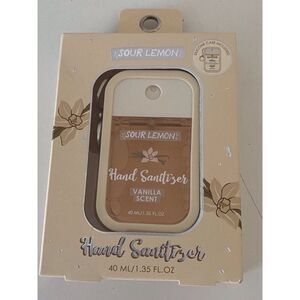 SOUR LEMON
SOUR LEMON
Hand Sanitizer
VANILLA
SCENT
40 ML/1.35 FL.OZ
Hand Sanitizer
40 ML/1.35 FL.OZ